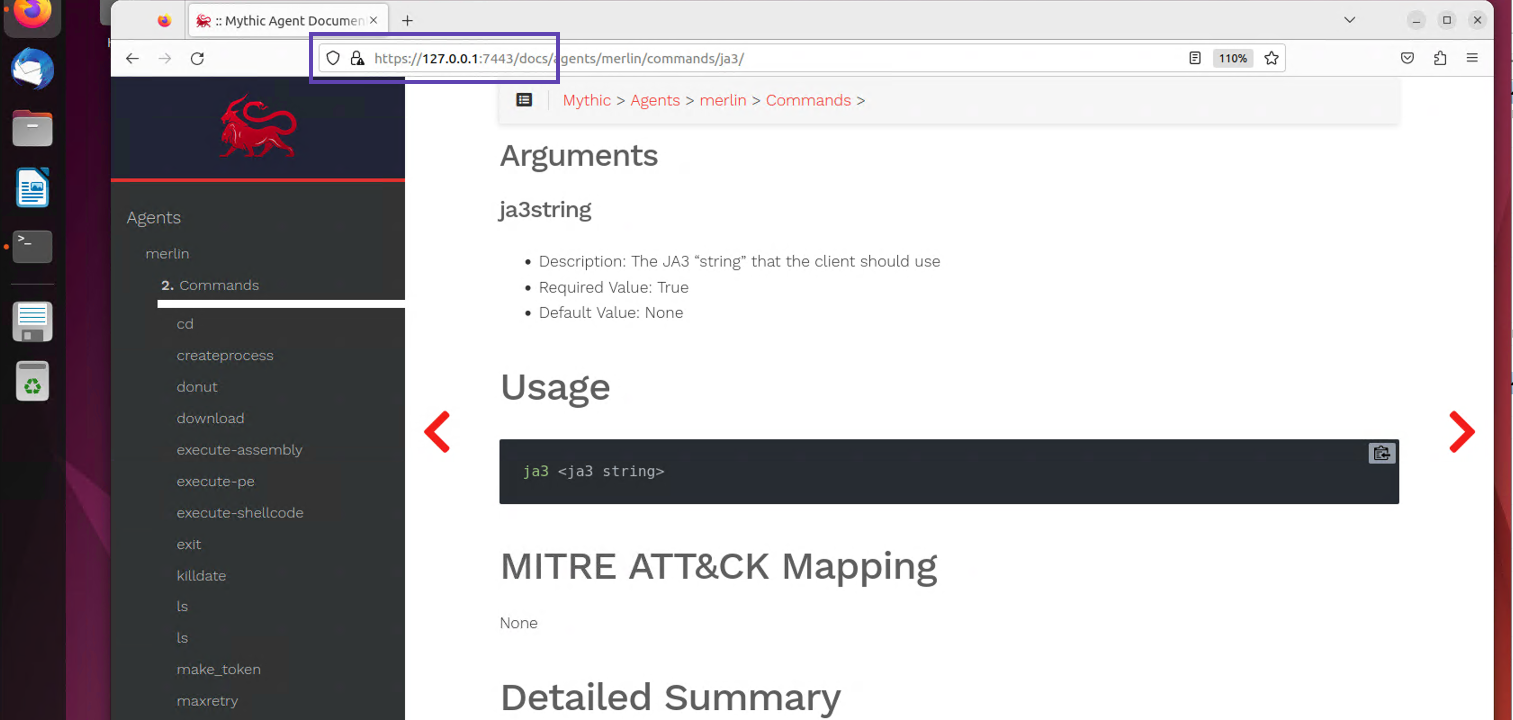 :: Mythic Agent Documen
https://127.0.0.1:7443/docs/agents/merlin/commands/ja3/
110%
Mythic > Agents > merlin > Commands >
Agents
merlin
2. Commands
cd
createprocess
donut
download
execute-assembly
execute-pe
execute-shellcode
exit
killdate
ls
ls
make_token
maxretry
Arguments
ja3string
• Description: The JA3 “string” that the client should use
• Required Value: True
• Default Value: None
Usage
ja3 <ja3 string>
MITRE ATT&CK Mapping
None
Detailed Summary